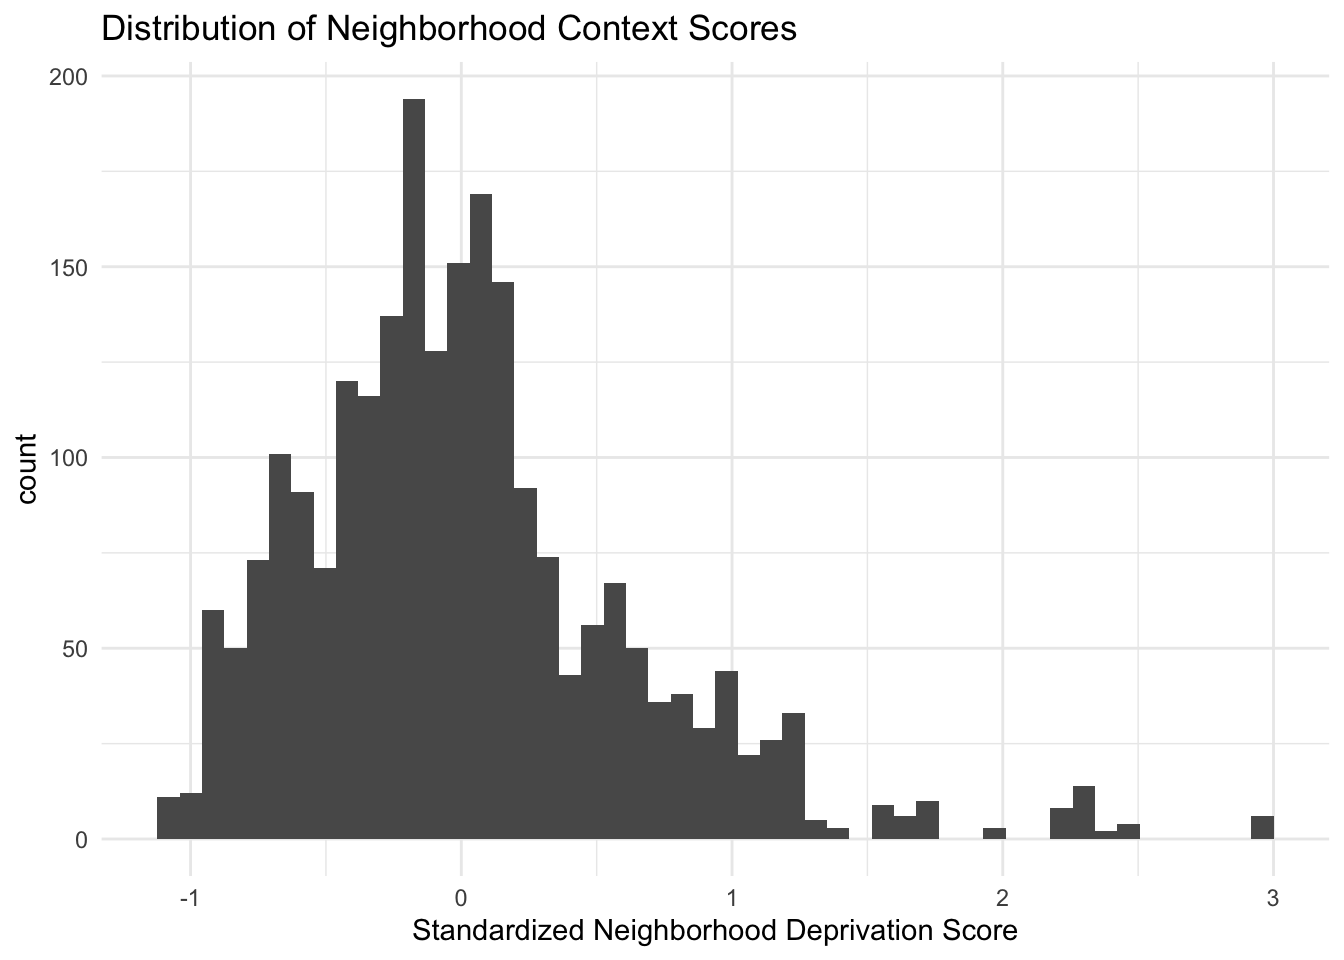 Distribution of Neighborhood Context Scores
200
150
100
50
0
count
-1 0 1 2 3
Standardized Neighborhood Deprivation Score